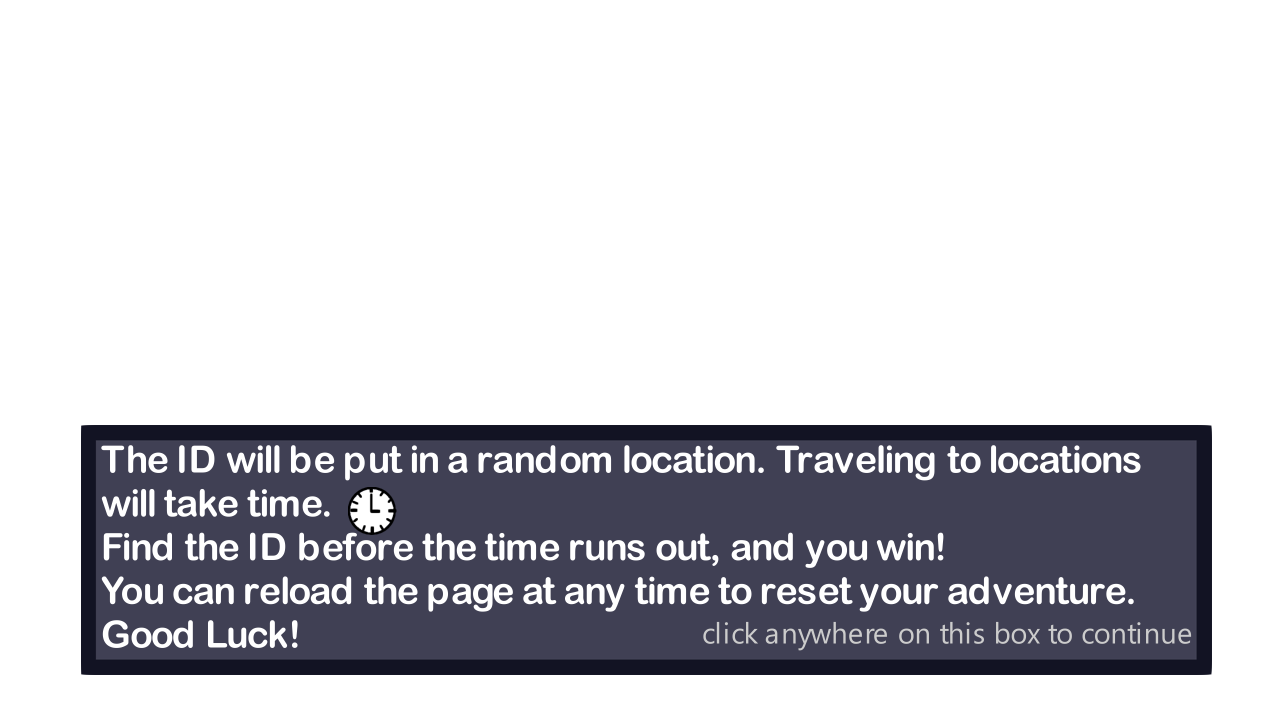 The ID will be put in a random location. Traveling to locations
will take time.
Find the ID before the time runs out, and you win!
You can reload the page at any time to reset your adventure.
Good Luck!
click anywhere on this box to continue